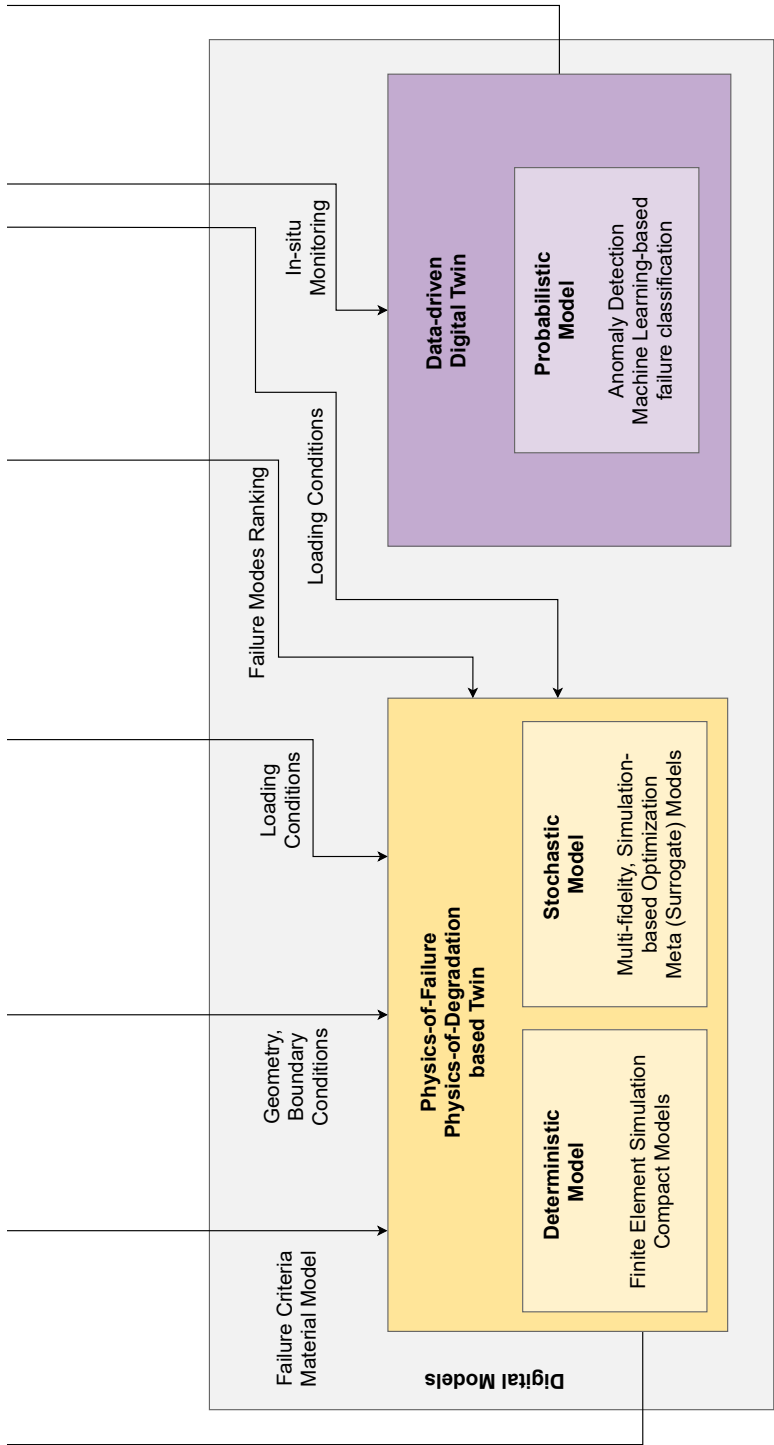 Digital Models
Failure Criteria
Material Model
Geometry,
Boundary
Conditions
Loading
Conditions
Failure Modes Ranking
Loading Conditions
In-situ
Monitoring
Physics-of-Failure
Physics-of-Degradation
based Twin
Deterministic
Model
Finite Element Simulation
Compact Models
Stochastic
Model
Multi-fidelity, Simulation-
based Optimization
Meta (Surrogate) Models
Data-driven
Digital Twin
Probabilistic
Model
Anomaly Detection
Machine Learning-based
failure classification